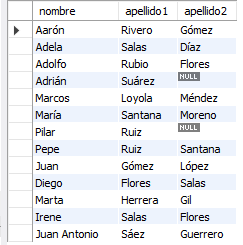 nombre apellido1 apellido2
Aarón Rivero Gómez
Adela Salas Díaz
Adolfo Rubio Flores
Adrián Suárez NULL
Marcos Loyola Méndez
María Santana Moreno
Pilar Ruiz NULL
Pepe Ruiz Santana
Juan Gómez López
Diego Flores Salas
Marta Herrera Gil
Irene Salas Flores
Juan Antonio Sáez Guerrero